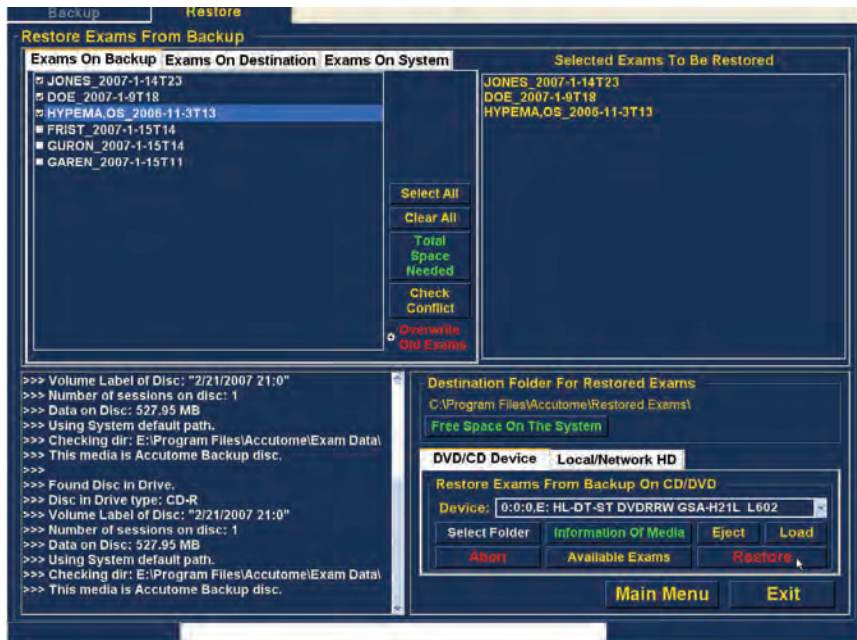 Backup Restore
Restore Exams From Backup
Exams On Backup Exams On Destination Exams On System
JONES_2007-1-14T23
DOE_2007-1-9T18
HYPEMA,OS_2006-11-3T13
FRIST_2007-1-15T14
GURON_2007-1-15T14
GAREN_2007-1-15T11
Select All
Clear All
Total
Space
Needed
Check
Conflict
Overwrite
Old Exams
Selected Exams To Be Restored
JONES_2007-1-14T23
DOE_2007-1-9T18
HYPEMA,OS_2006-11-3T13
>>> Volume Label of Disc: "2/21/2007 21:0"
>>> Number of sessions on disc: 1
>>> Data on Disc: 527.95 MB
>>> Using System default path.
>>> Checking dir: E:\Program Files\Accutome\Exam Data\
>>> This media is Accutome Backup disc.
>>>
>>> Found Disc in Drive.
>>> Disc in Drive type: CD-R
>>> Volume Label of Disc: "2/21/2007 21:0"
>>> Number of sessions on disc: 1
>>> Data on Disc: 527.95 MB
>>> Using System default path.
>>> Checking dir: E:\Program Files\Accutome\Exam Data\
>>> This media is Accutome Backup disc.
Destination Folder For Restored Exams
C:\Program Files\Accutome\Restored Exams\
Free Space On The System
DVD/CD Device Local/Network HD
Restore Exams From Backup On CD/DVD
Device: 0:0:0,E: HL-DT-ST DVDRRW GSA-H21L L602
Select Folder Information Of Media Eject Load
Abort Available Exams Restore
Main Menu Exit